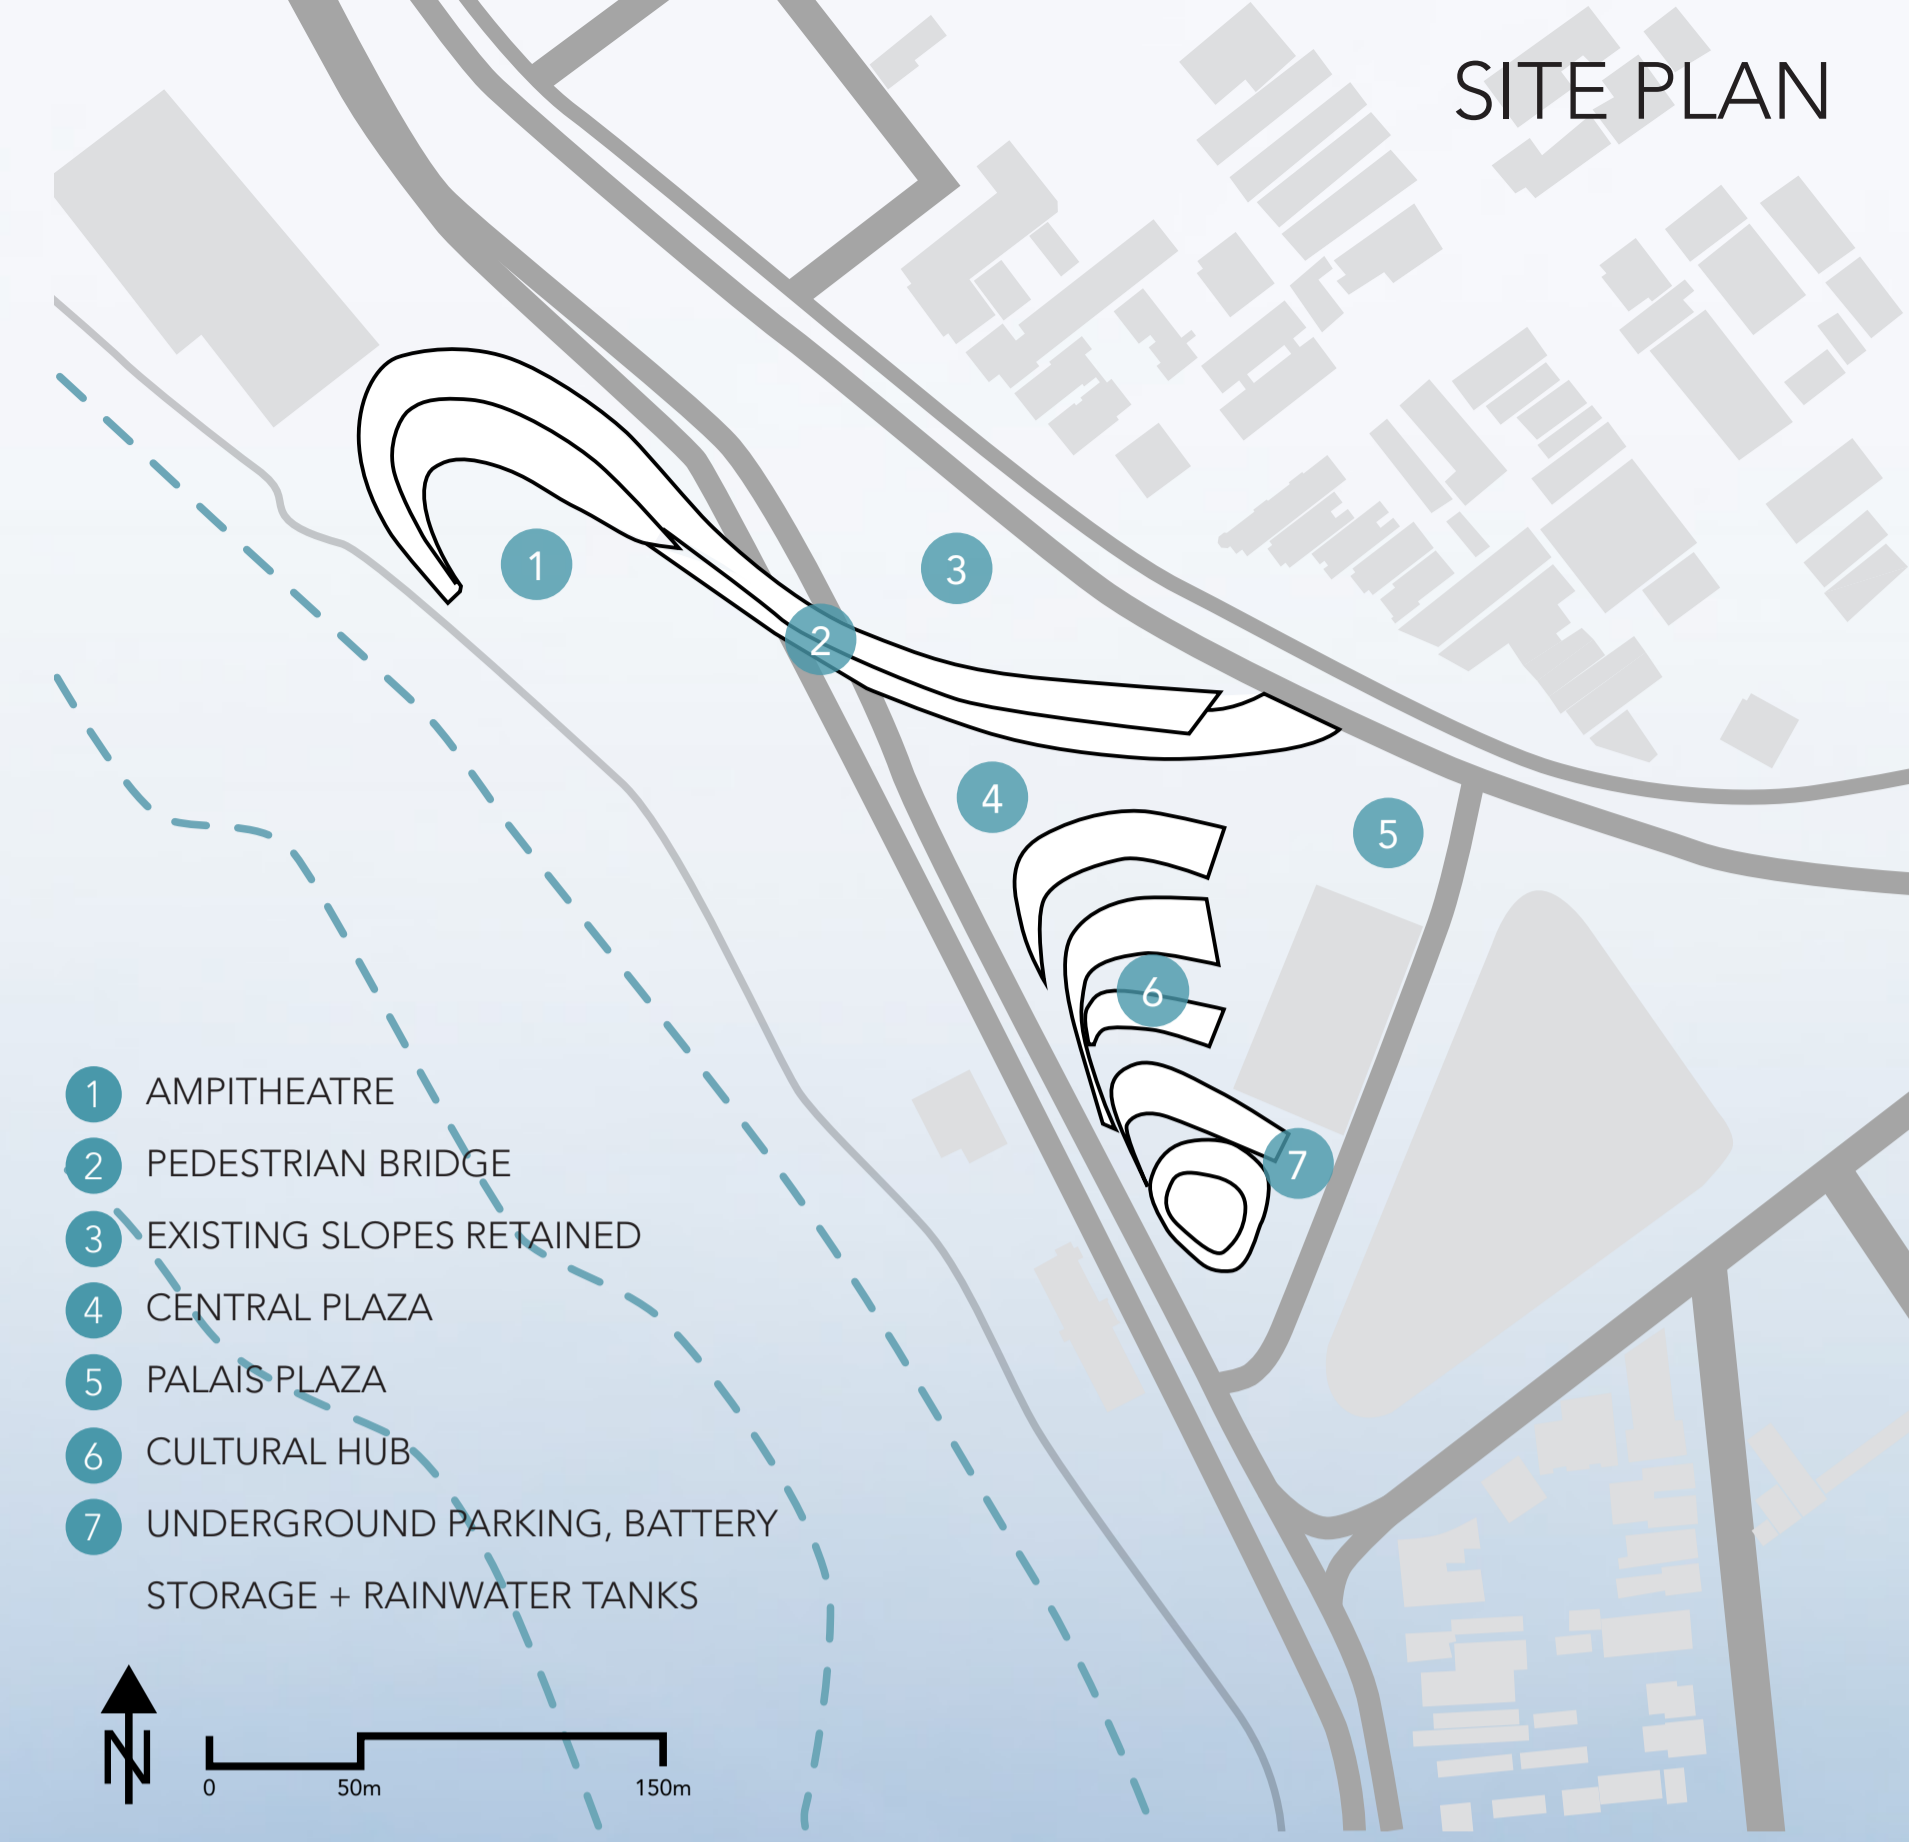 SITE PLAN
1
2
3
4
5
6
7
1 AMPITHEATRE
2 PEDESTRIAN BRIDGE
3 EXISTING SLOPES RETAINED
4 CENTRAL PLAZA
5 PALAIS PLAZA
6 CULTURAL HUB
7 UNDERGROUND PARKING, BATTERY
STORAGE + RAINWATER TANKS
N
0 50m 150m